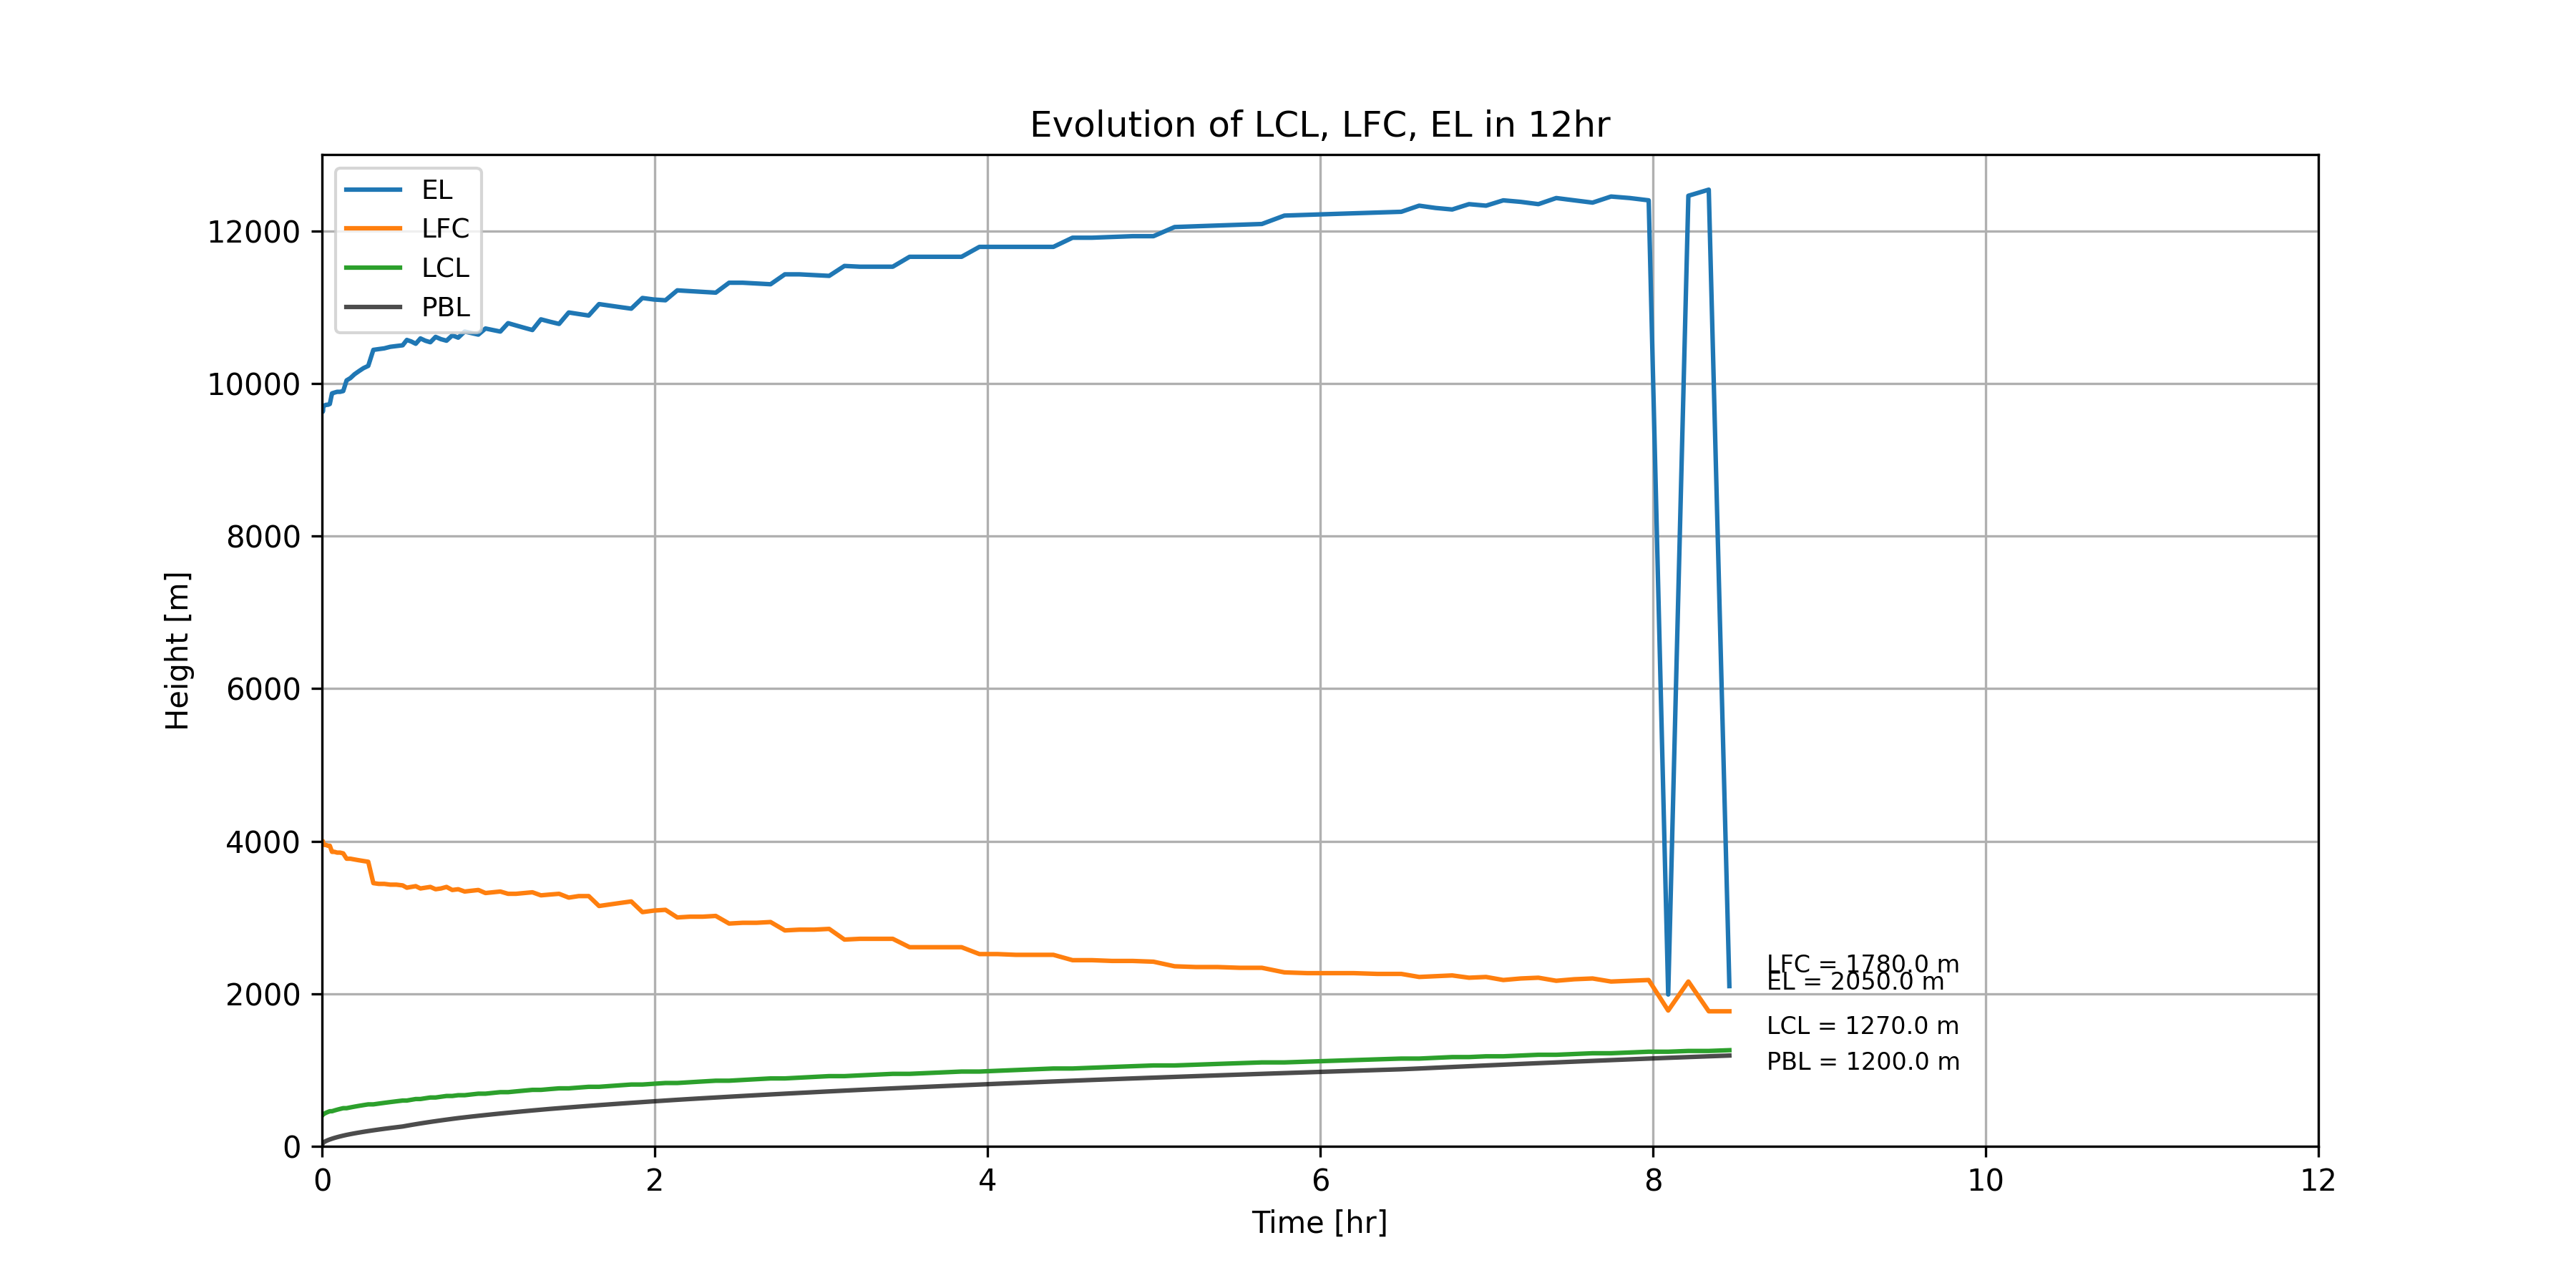 Evolution of LCL, LFC, EL in 12hr
EL
LFC
LCL
PBL
12000
10000
8000
6000
4000
2000
0
Height [m]
LFC = 1780.0 m
EL = 2050.0 m
LCL = 1270.0 m
PBL = 1200.0 m
0 2 4 6 8 10 12
Time [hr]